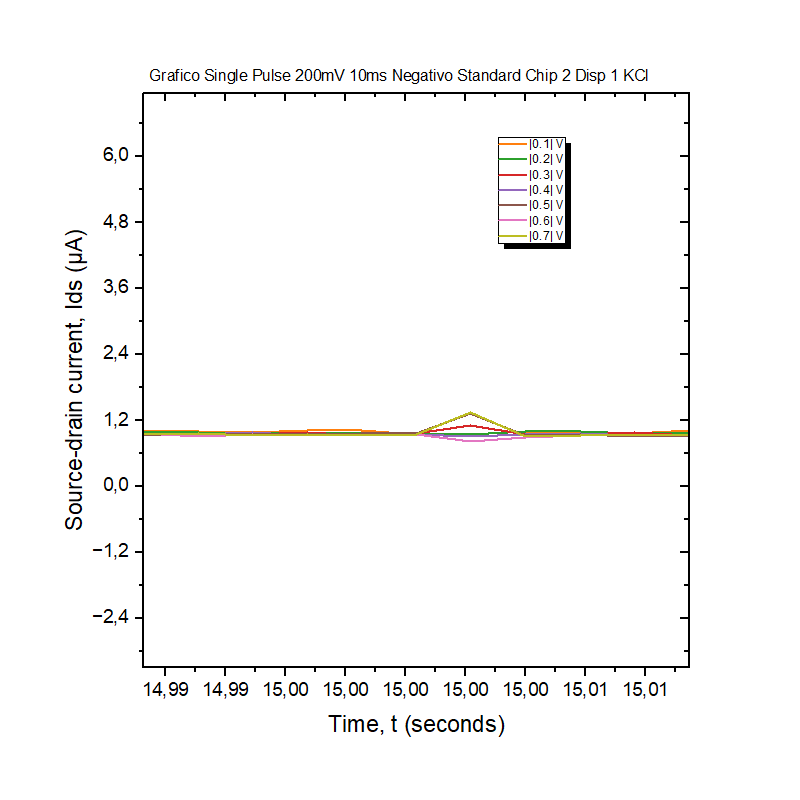 Grafico Single Pulse 200mV 10ms Negativo Standard Chip 2 Disp 1 KCl
|0.1| V
|0.2| V
|0.3| V
|0.4| V
|0.5| V
|0.6| V
|0.7| V
6,0
4,8
3,6
2,4
1,2
0,0
−1,2
−2,4
Source-drain current, Ids (µA)
14,99 14,99 15,00 15,00 15,00 15,00 15,00 15,01 15,01
Time, t (seconds)